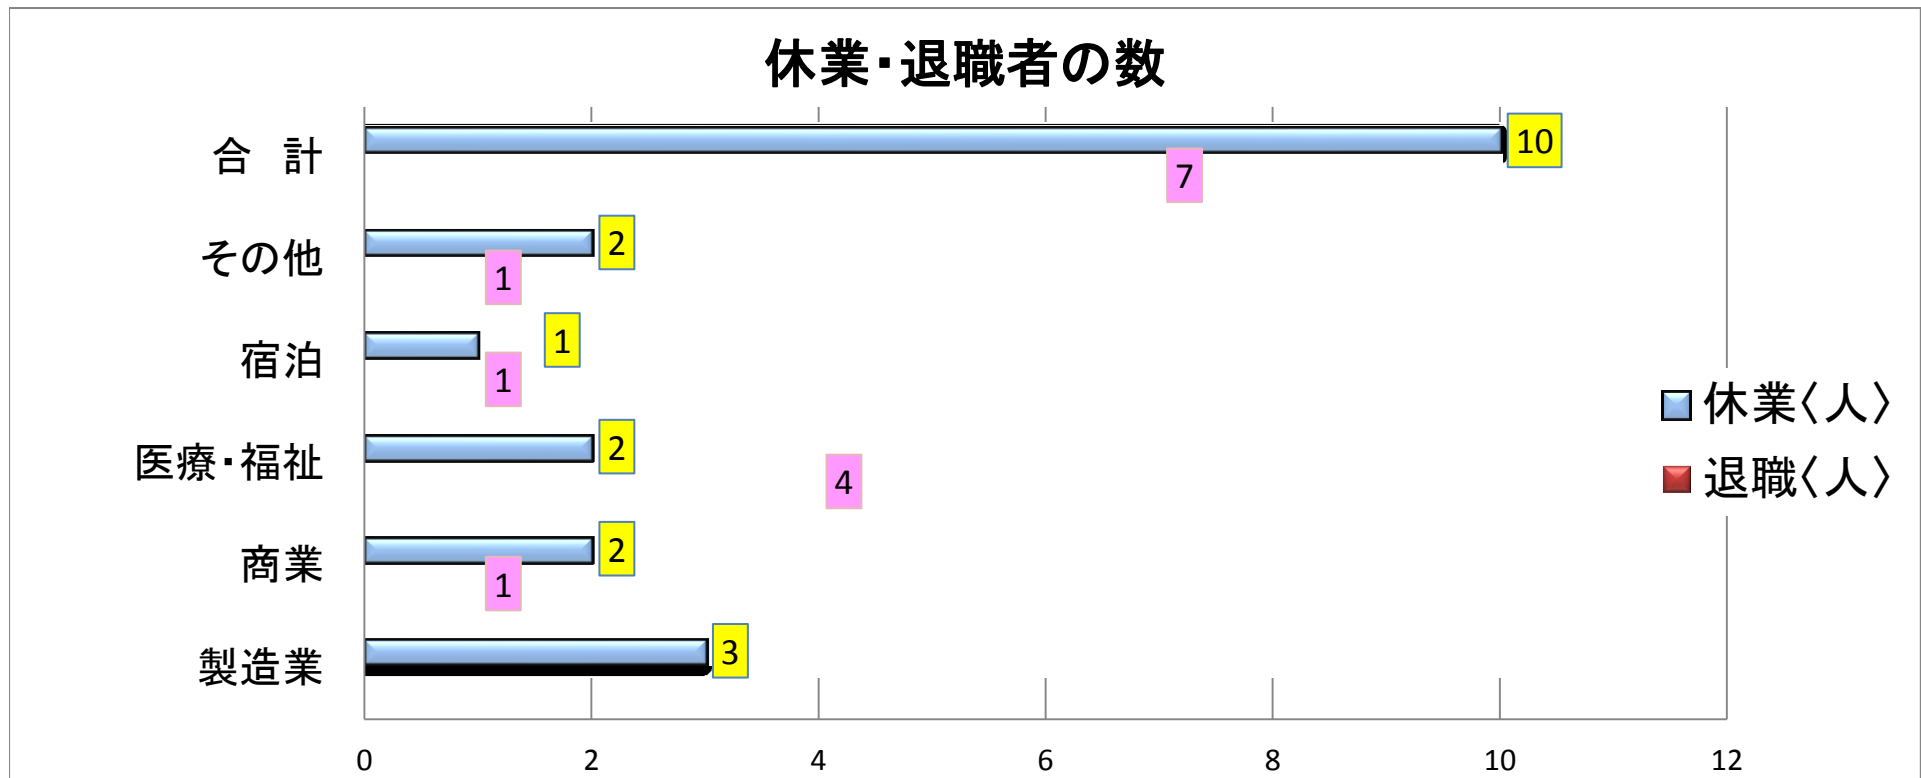 休業・退職者の数
合　計
10
7
その他
2
1
宿泊
1
1
医療・福祉
2
4
商業
2
1
製造業
3
休業〈人〉
退職〈人〉
0 2 4 6 8 10 12